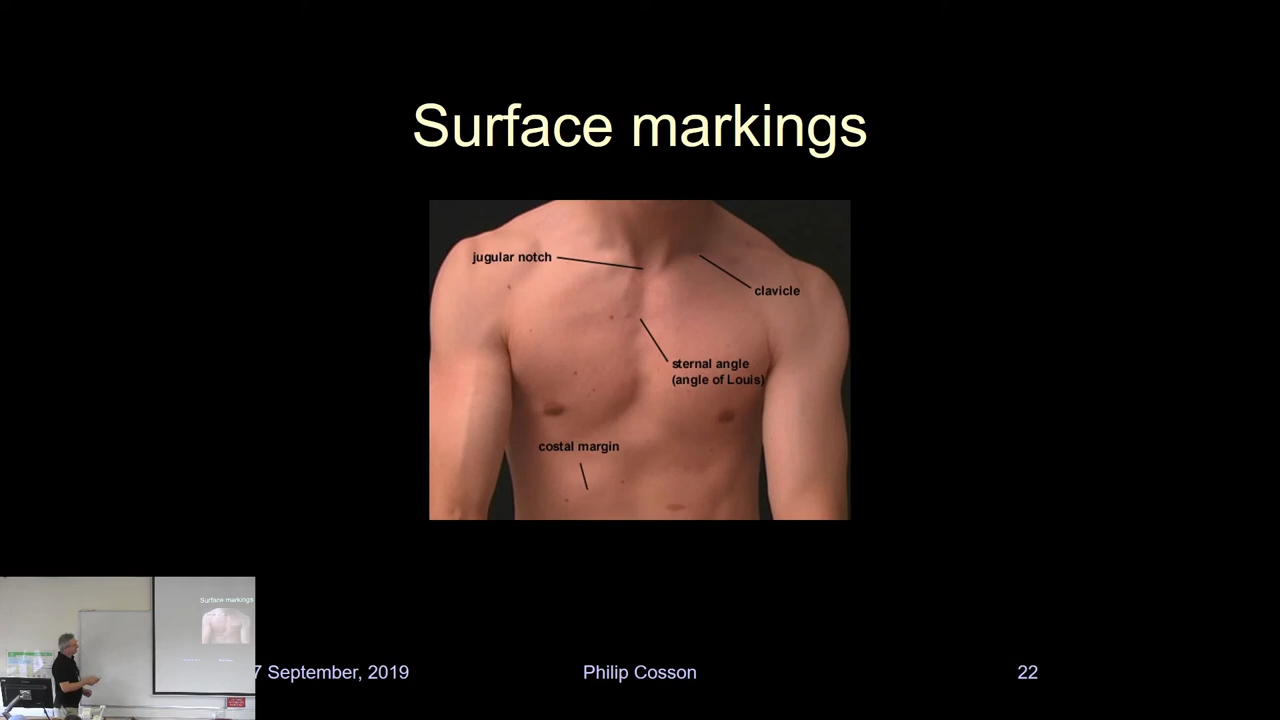 Surface markings
jugular notch
clavicle
sternal angle
(angle of Louis)
costal margin
Surface markings
7 September, 2019
Philip Cosson
22